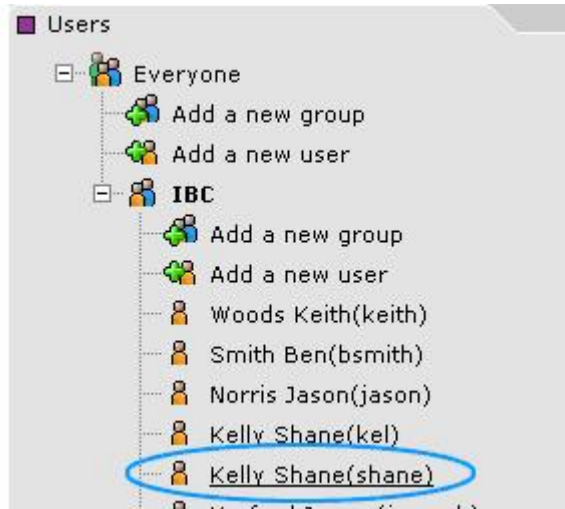 Users
Everyone
Add a new group
Add a new user
IBC
Add a new group
Add a new user
Woods Keith(keith)
Smith Ben(bsmith)
Norris Jason(jason)
Kelly Shane(kel)
Kelly Shane(shane)